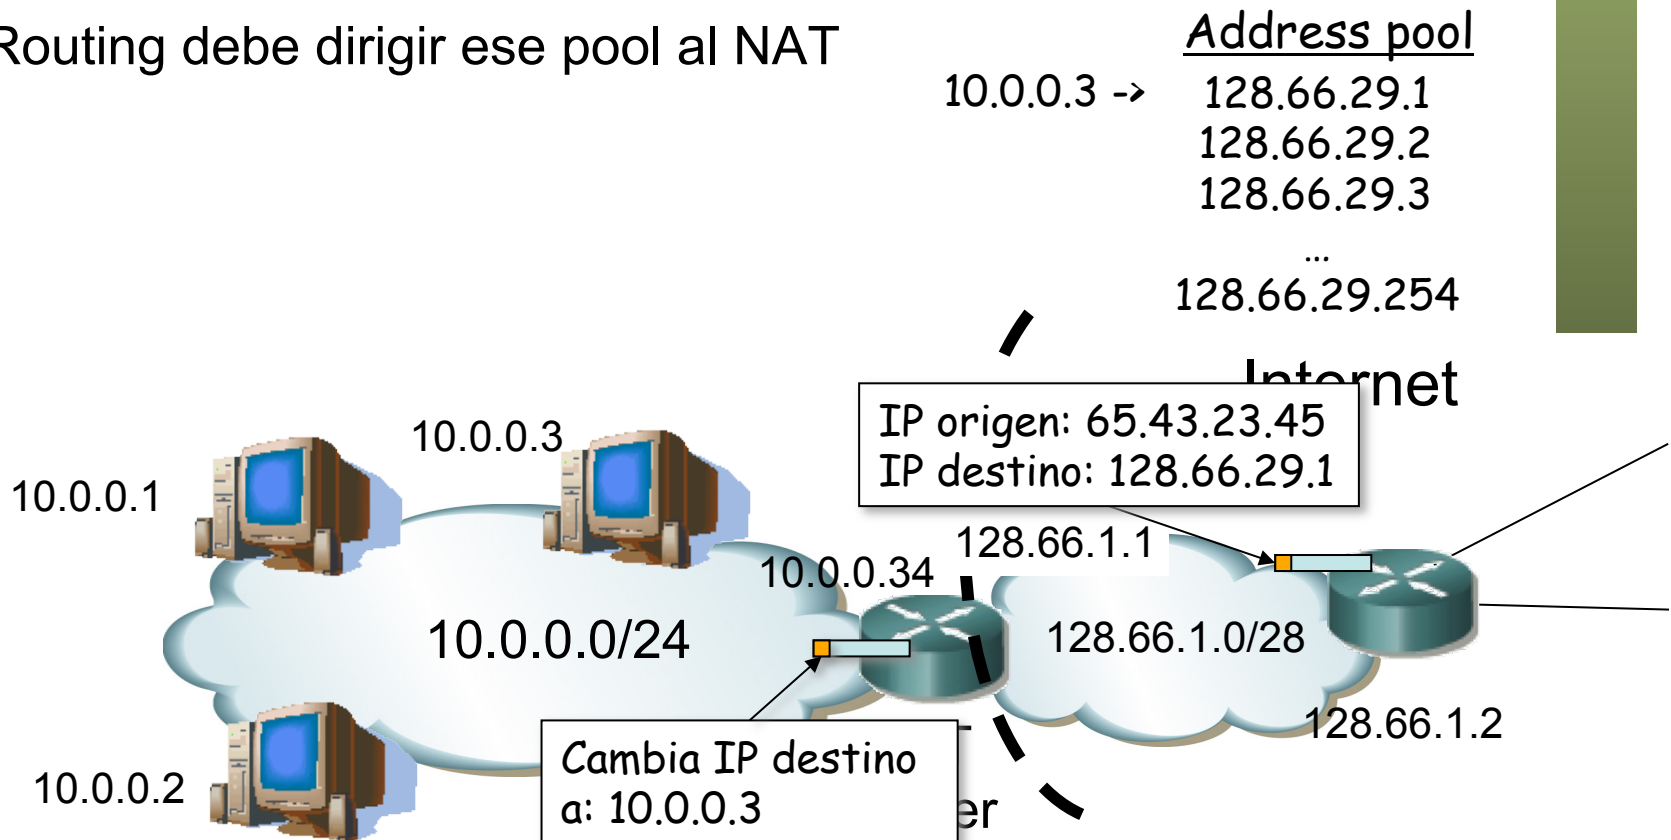 Routing debe dirigir ese pool al NAT
Address pool
10.0.0.3 -> 128.66.29.1
128.66.29.2
128.66.29.3
...
128.66.29.254
Internet
IP origen: 65.43.23.45
IP destino: 128.66.29.1
10.0.0.3
10.0.0.1
128.66.1.1
10.0.0.34
10.0.0.0/24
128.66.1.0/28
128.66.1.2
Cambia IP destino
a: 10.0.0.3
10.0.0.2